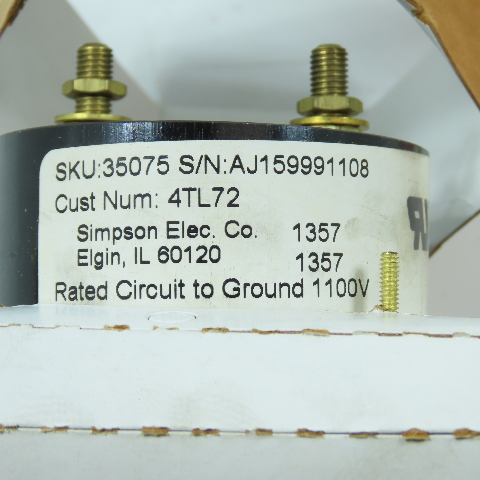 SKU:35075 S/N:AJ159991108
Cust Num: 4TL72
Simpson Elec. Co. 1357
Elgin, IL 60120 1357
Rated Circuit to Ground 1100V